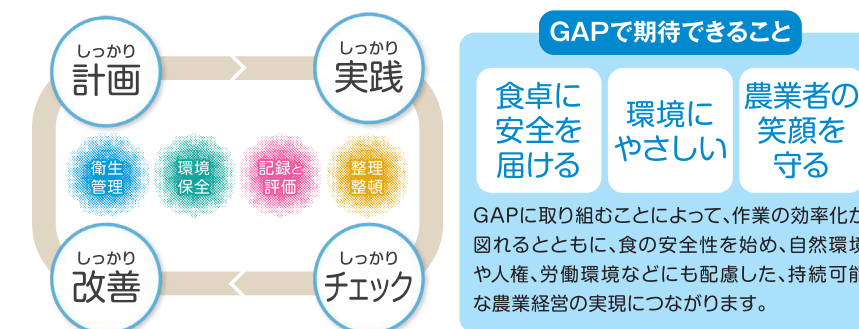 しっかり
計画
しっかり
実践
衛生
管理
環境
保全
記録と
評価
整理
整頓
しっかり
改善
しっかり
チェック
GAPで期待できること
食卓に
安全を
届ける
環境に
やさしい
農業者の
笑顔を
守る
GAPに取り組むことによって、作業の効率化が
図れるとともに、食の安全性を始め、自然環境
や人権、労働環境などにも配慮した、持続可能
な農業経営の実現につながります。